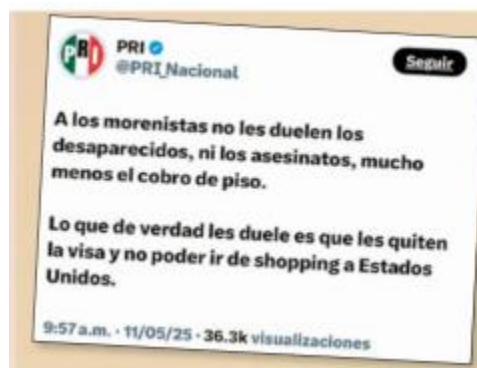 PRI
PRI
@PRI_Nacional
Seguir
A los morenistas no les duelen los
desaparecidos, ni los asesinatos, mucho
menos el cobro de piso.
Lo que de verdad les duele es que les quiten
la visa y no poder ir de shopping a Estados
Unidos.
9:57 a.m. · 11/05/25 · 36.3k visualizaciones